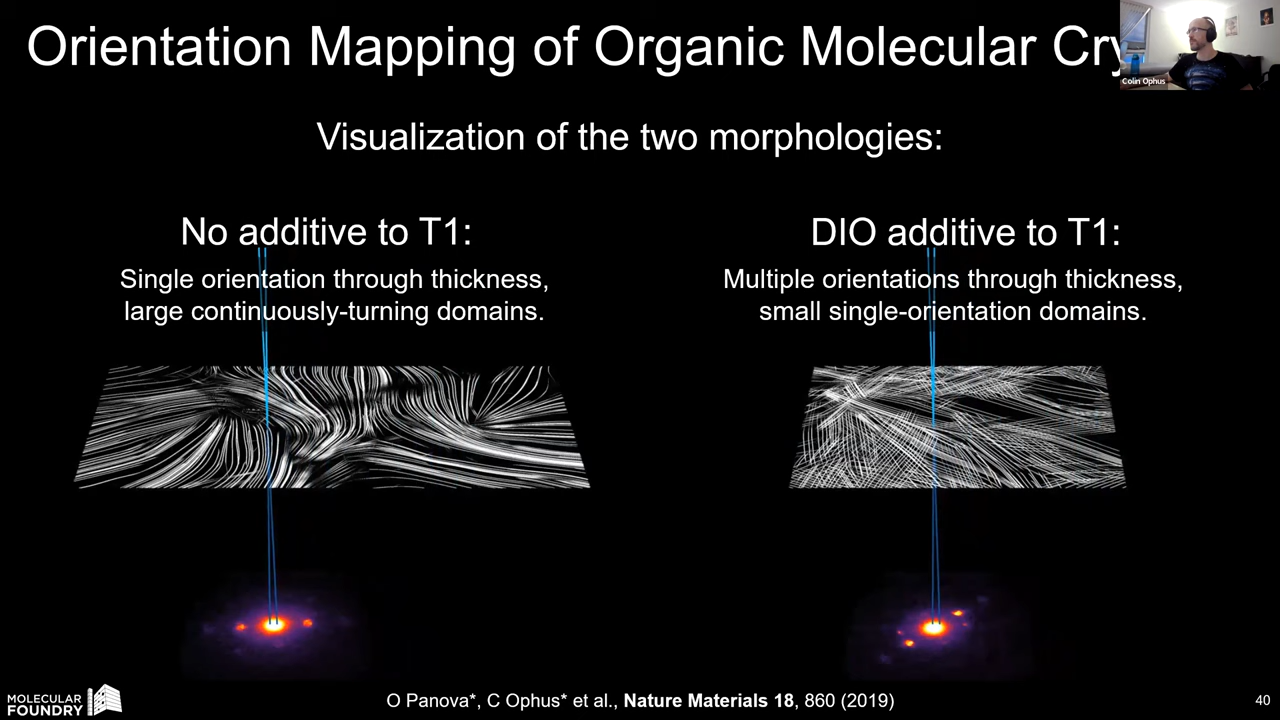 Orientation Mapping of Organic Molecular Cry
Colin Ophus
Visualization of the two morphologies:
No additive to T1:
Single orientation through thickness,
large continuously-turning domains.
DIO additive to T1:
Multiple orientations through thickness,
small single-orientation domains.
MOLECULAR
FOUNDRY
O Panova*, C Ophus* et al., Nature Materials 18, 860 (2019)
40